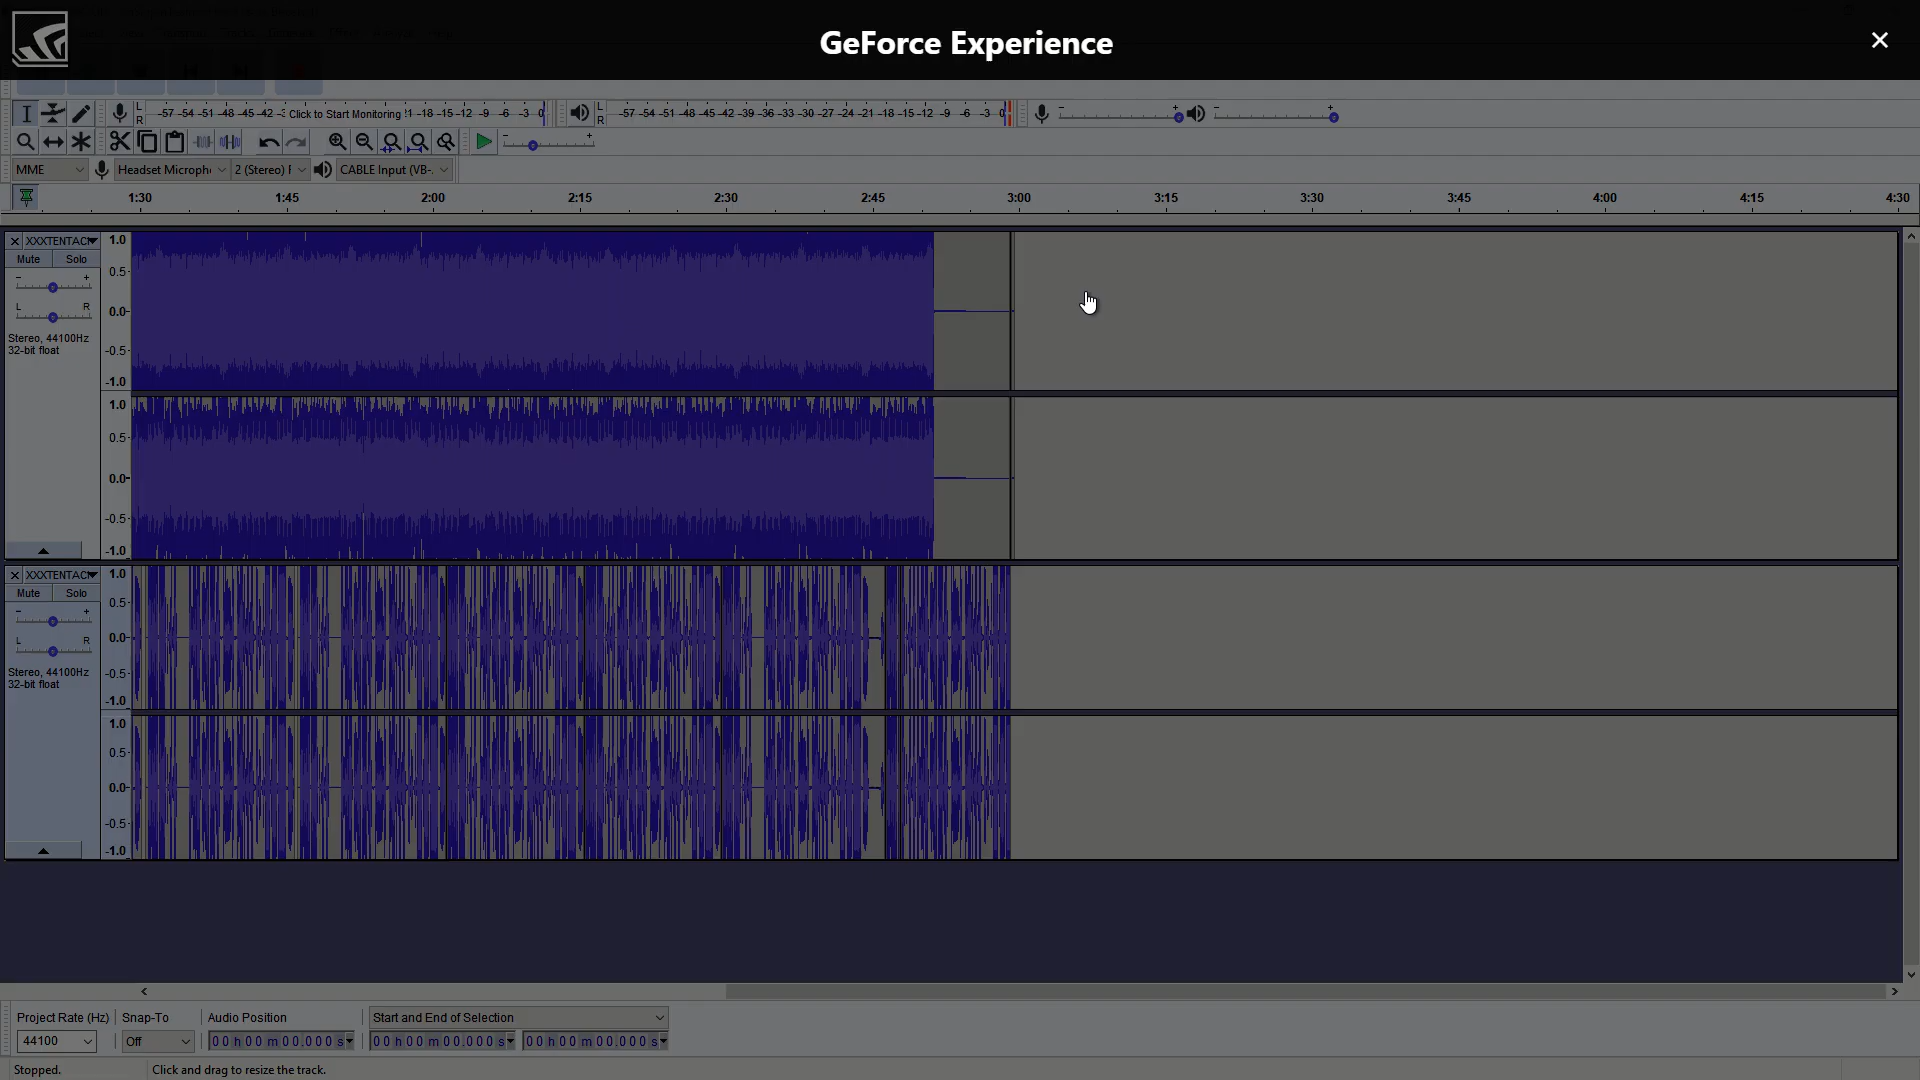 GeForce Experience
L
R
-57 -54 -51 -48 -45 -42 -3 Click to Start Monitoring !1 -18 -15 -12 -9 -6 -3 0
L
R
-57 -54 -51 -48 -45 -42 -39 -36 -33 -30 -27 -24 -21 -18 -15 -12 -9 -6 -3 0
MME
Headset Microph
2 (Stereo) I
CABLE Input (VB-.
1:30 1:45 2:00 2:15 2:30 2:45 3:00 3:15 3:30 3:45 4:00 4:15 4:30
XXXTENTAC
Mute Solo
L R
Stereo, 44100Hz
32-bit float
1.0
0.5
0.0
-0.5
-1.0
1.0
0.5
0.0
-0.5
-1.0
XXXTENTAC
Mute Solo
L R
Stereo, 44100Hz
32-bit float
1.0
0.5
0.0
-0.5
-1.0
1.0
0.5
0.0
-0.5
-1.0
Project Rate (Hz) Snap-To Audio Position Start and End of Selection
44100 Off 00 h 00 m 00.000 s 00 h 00 m 00.000 s 00 h 00 m 00.000 s
Stopped. Click and drag to resize the track.